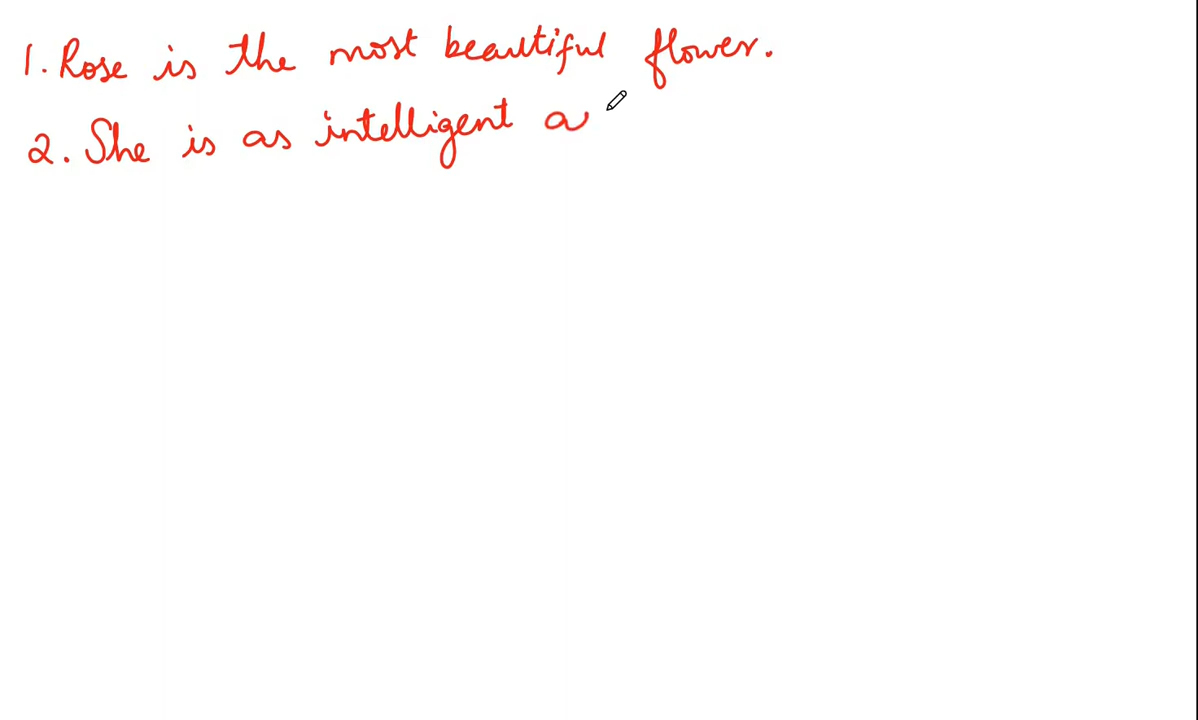 1. Rose is the most beautiful flower.
2. She is as intelligent a